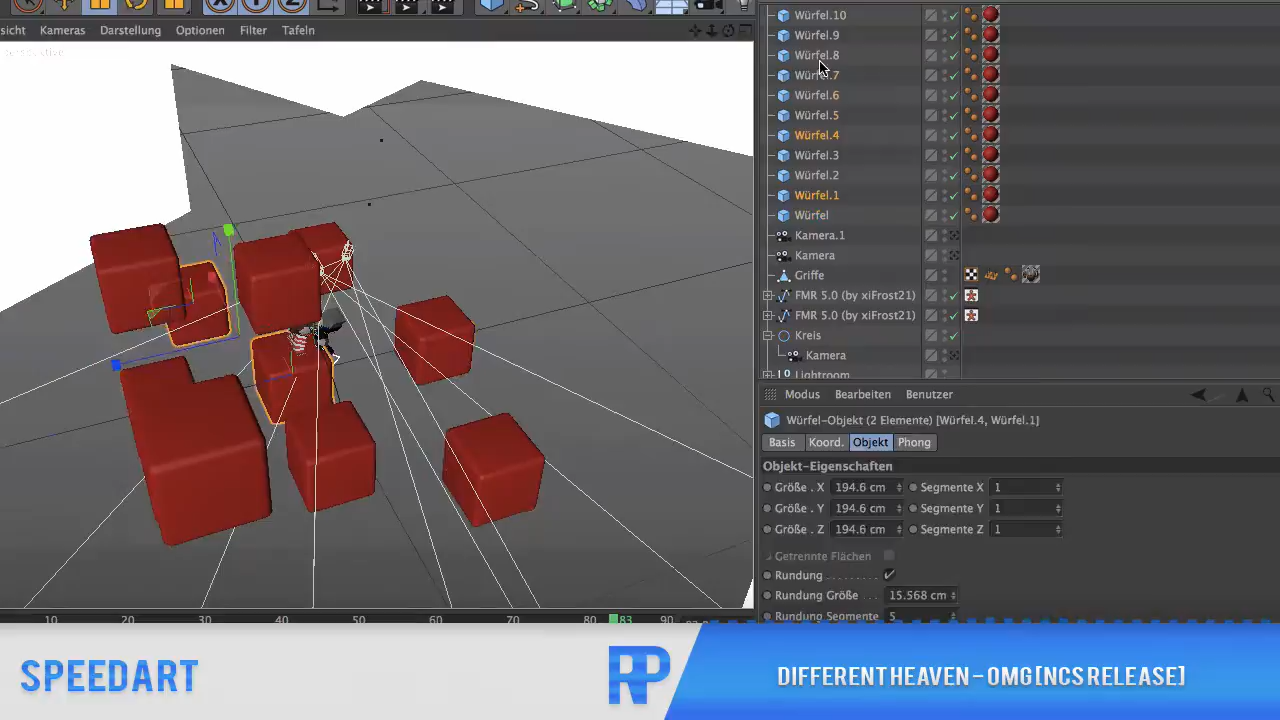 sicht Kameras Darstellung Optionen Filter Tafeln
Würfel.10
Würfel.9
Würfel.8
Würfel.7
Würfel.6
Würfel.5
Würfel.4
Würfel.3
Würfel.2
Würfel.1
Würfel
Kamera.1
Kamera
Griffe
FMR 5.0 (by xiFrost21)
FMR 5.0 (by xiFrost21)
Kreis
Kamera
Lightroom
Modus Bearbeiten Benutzer
Würfel-Objekt (2 Elemente) [Würfel.4, Würfel.1]
Basis Koord. Objekt Phong
Objekt-Eigenschaften
Größe . X 194.6 cm Segmente X 1
Größe . Y 194.6 cm Segmente Y 1
Größe . Z 194.6 cm Segmente Z 1
Getrennte Flächen
Rundung
Rundung Größe 15.568 cm
Rundung Segmente 5
10 20 30 40 50 60 70 80 83 90
SPEEDART
RP
DIFFERENT HEAVEN - OMG [NCS RELEASE]